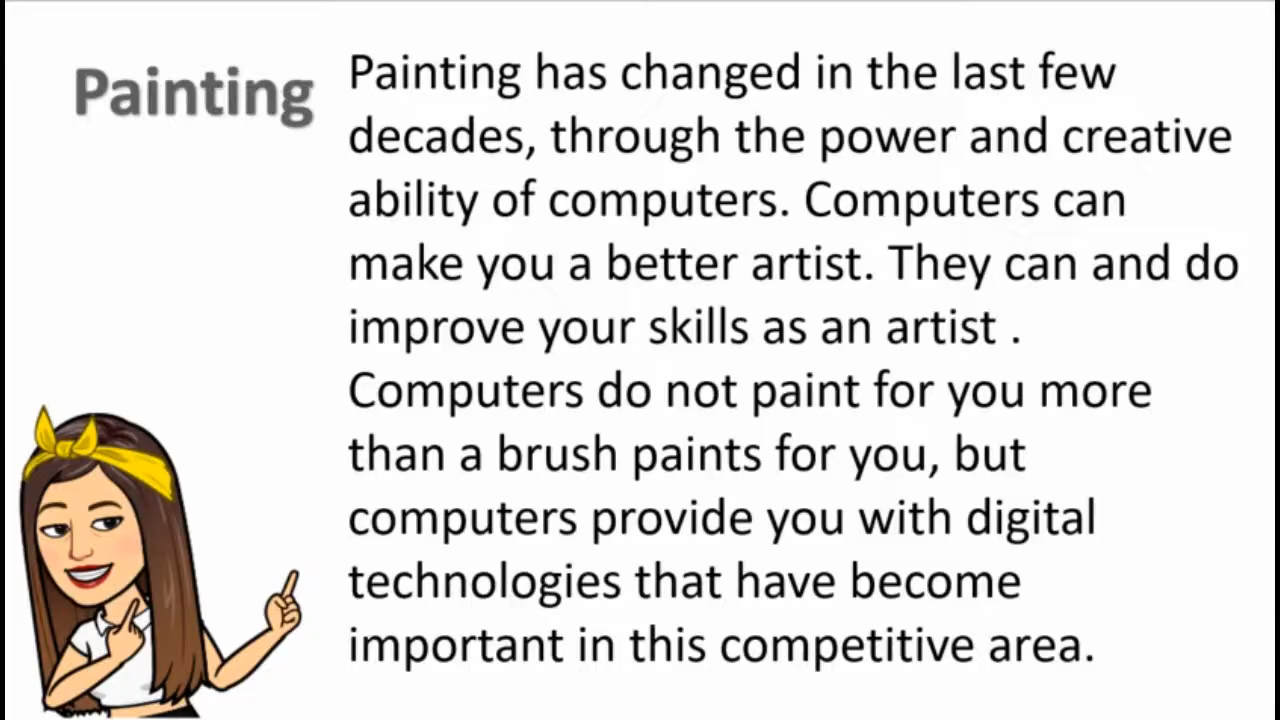 Painting
Painting has changed in the last few
decades, through the power and creative
ability of computers. Computers can
make you a better artist. They can and do
improve your skills as an artist .
Computers do not paint for you more
than a brush paints for you, but
computers provide you with digital
technologies that have become
important in this competitive area.